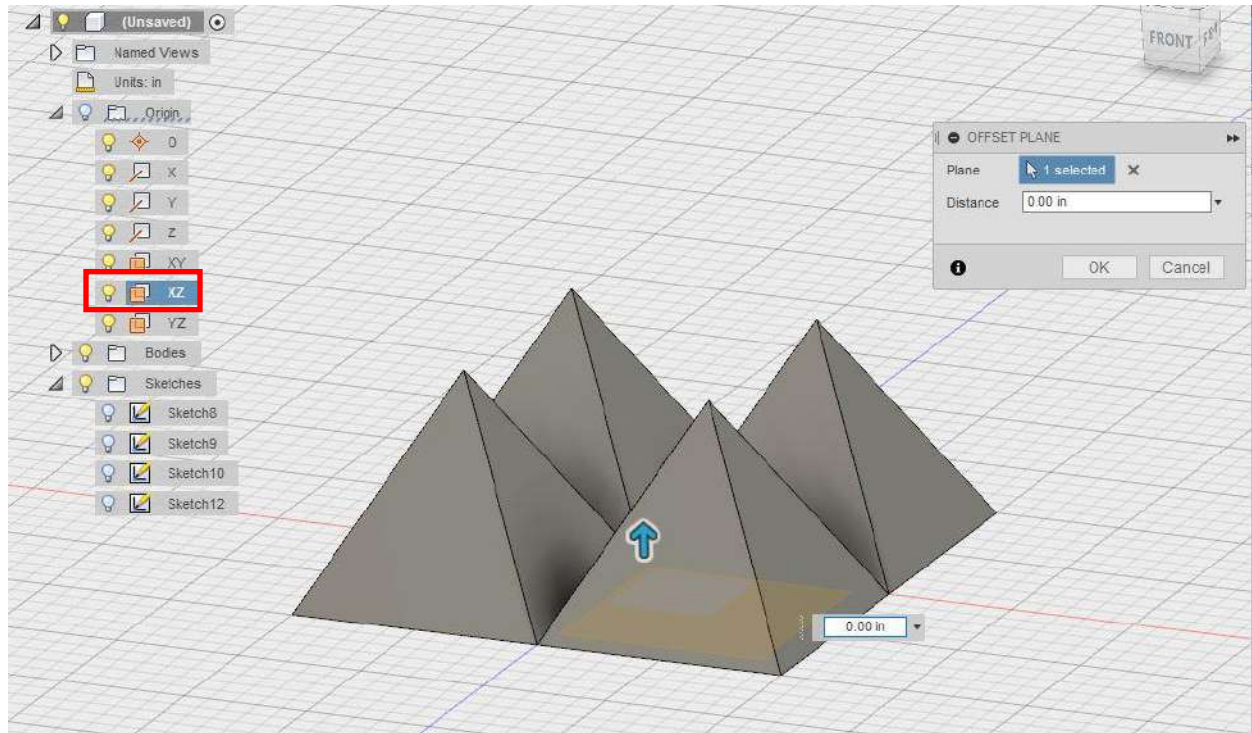 (Unsaved)
Named Views
Units: in
Origin
O
X
Y
Z
XY
XZ
YZ
Bodies
Sketches
Sketch8
Sketch9
Sketch10
Sketch12
FRONT
OFFSET PLANE
Plane 1 selected
Distance 0.00 in
OK Cancel
0.00 in